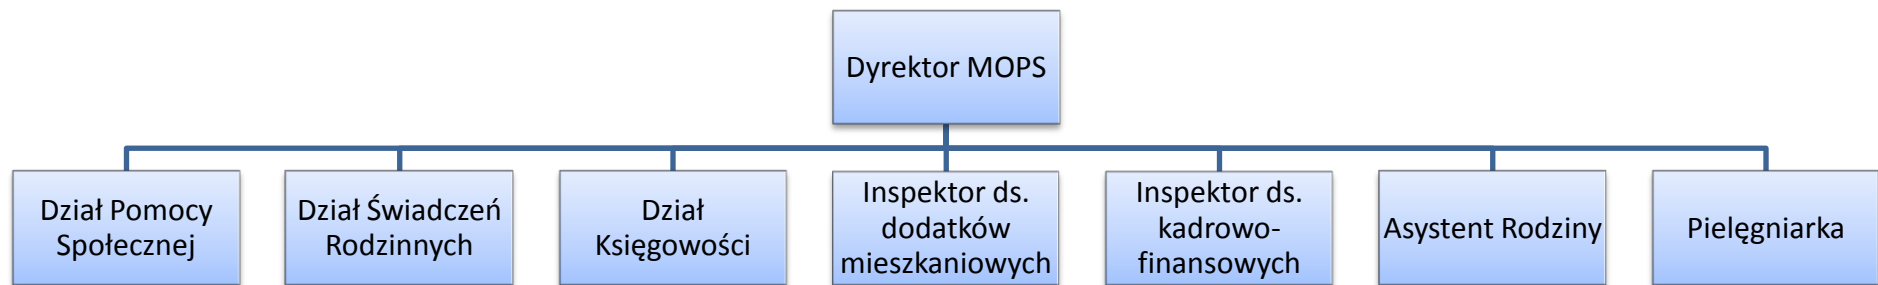 Dyrektor MOPS
Dział Pomocy
Społecznej
Dział Świadczeń
Rodzinnych
Dział
Księgowości
Inspektor ds.
dodatków
mieszkaniowych
Inspektor ds.
kadrowo-
finansowych
Asystent Rodziny
Pielęgniarka